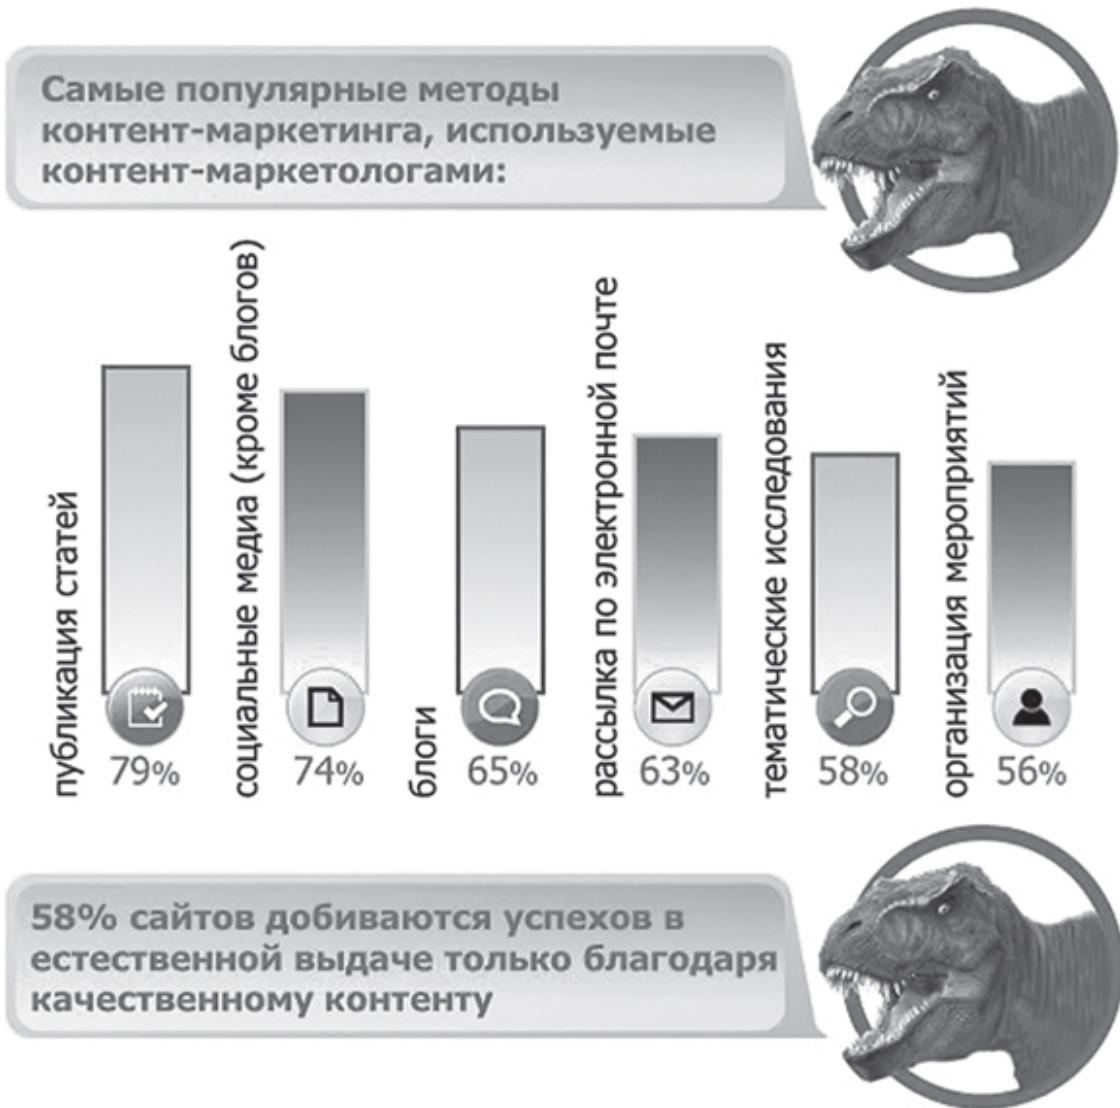 Самые популярные методы
контент-маркетинга, используемые
контент-маркетологами:
публикация статей
79%
социальные медиа (кроме блогов)
74%
блоги
65%
рассылка по электронной почте
63%
тематические исследования
58%
организация мероприятий
56%
58% сайтов добиваются успехов в
естественной выдаче только благодаря
качественному контенту